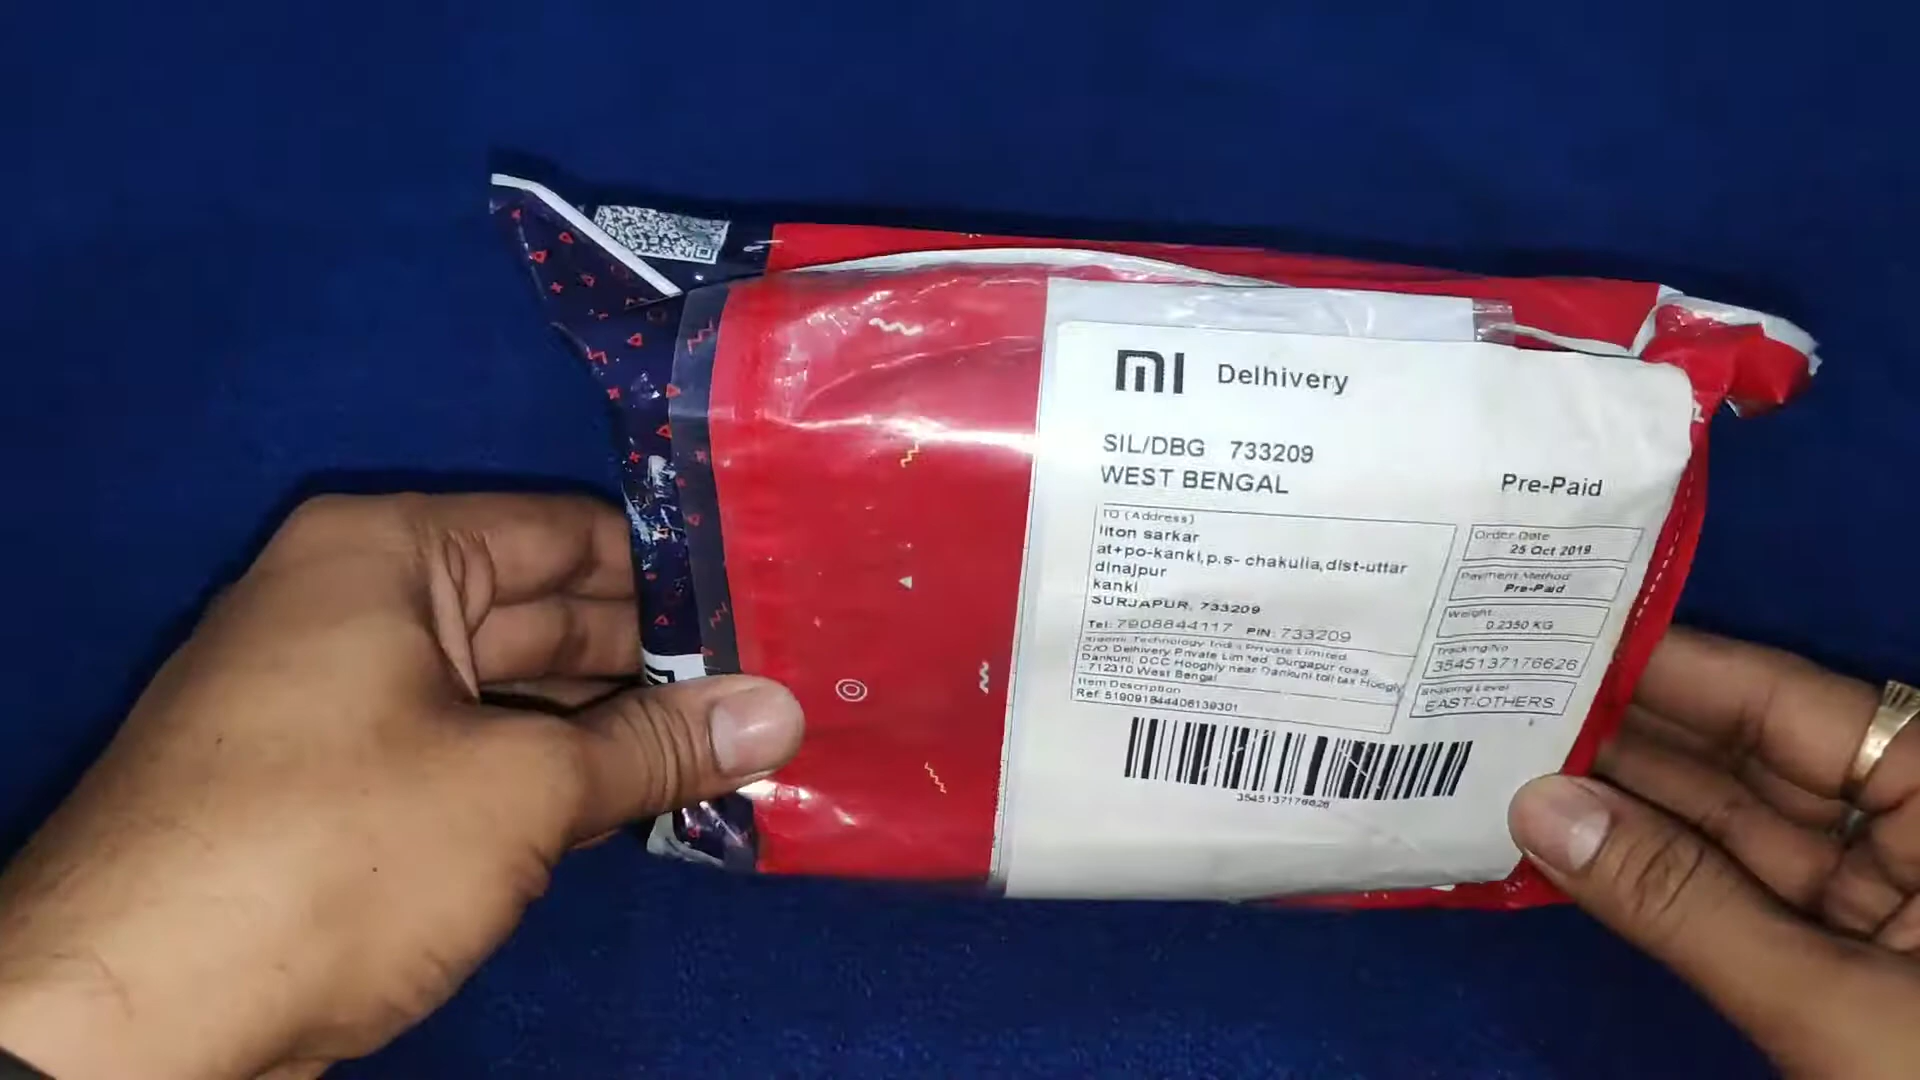 mi Delhivery
SIL/DBG 733209
WEST BENGAL
Pre-Paid
TO (Address)
liton sarkar
at+po-kanki,p.s- chakulia,dist-uttar
dinajpur
kanki
SURJAPUR, 733209
Tel: 7908844117 PIN: 733209
Xiaomi Technology India Private Limited
C/O Delhivery Private Limited, Durgapur road,
Dankuni, DCC Hooghly near Dankuni toll tax Hoogly
- 712310 West Bengal
Item Description
Ref. 519091844406139301
Order Date
25 Oct 2019
Payment Method
Pre-Paid
Weight
0.2350 KG
Tracking No
3545137176626
Shipping Level
EAST-OTHERS
3545137176626